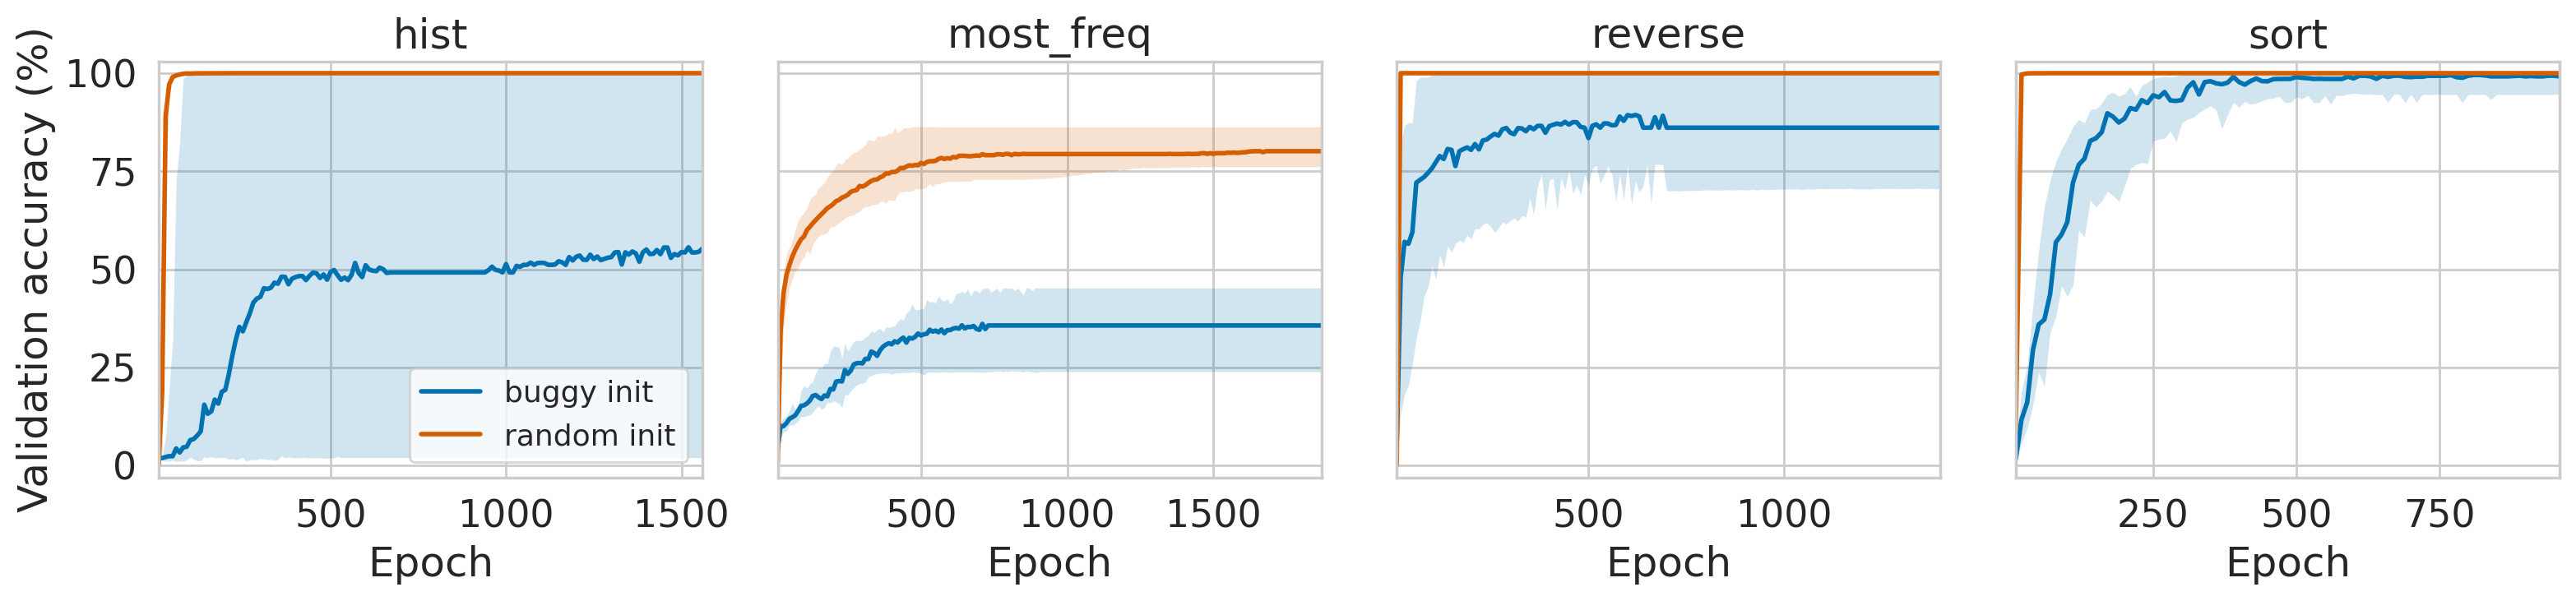 hist
most_freq
reverse
sort
Validation accuracy (%)
100
75
50
25
0
buggy init
random init
500
1000
1500
500
1000
1500
500
1000
250
500
750
Epoch
Epoch
Epoch
Epoch